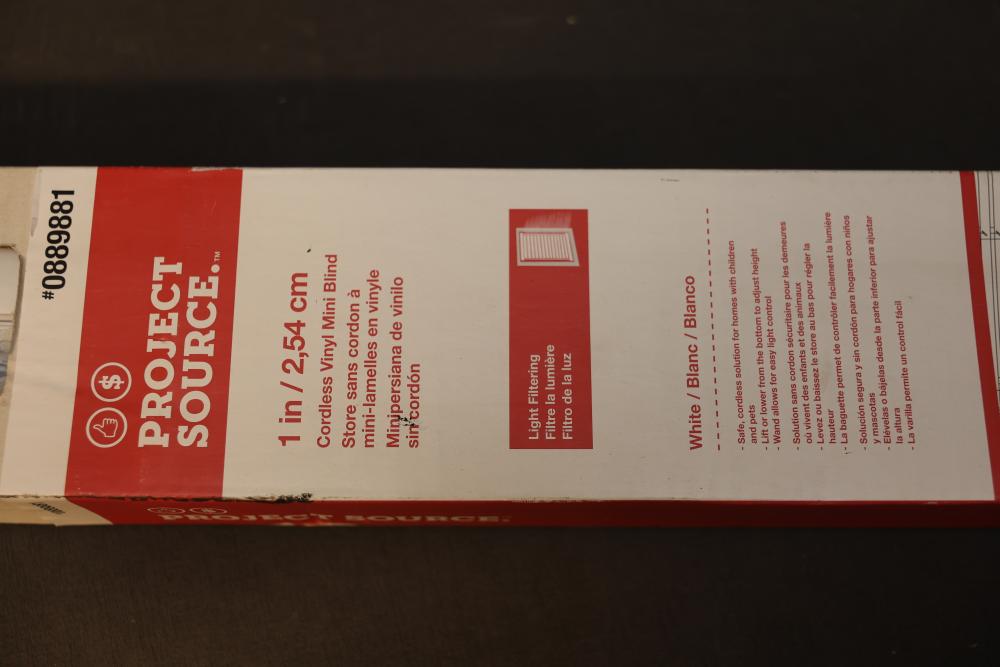 #0889881
PROJECT
SOURCE.™
1 in / 2,54 cm
Cordless Vinyl Mini Blind
Store sans cordon à
mini-lamelles en vinyle
Minipersiana de vinilo
sin cordón
Light Filtering
Filtre la lumière
Filtro de la luz
White / Blanc / Blanco
- Safe, cordless solution for homes with children
and pets
- Lift or lower from the bottom to adjust height
- Wand allows for easy light control
- Solution sans cordon sécuritaire pour les demeures
où vivent des enfants et des animaux
- Levez ou baissez le store au bas pour régler la
hauteur
- La baguette permet de contrôler facilement la lumière
- Solución segura y sin cordón para hogares con niños
y mascotas
- Elévelas o bájelas desde la parte inferior para ajustar
la altura
- La varilla permite un control fácil
PROJECT SOURCE.